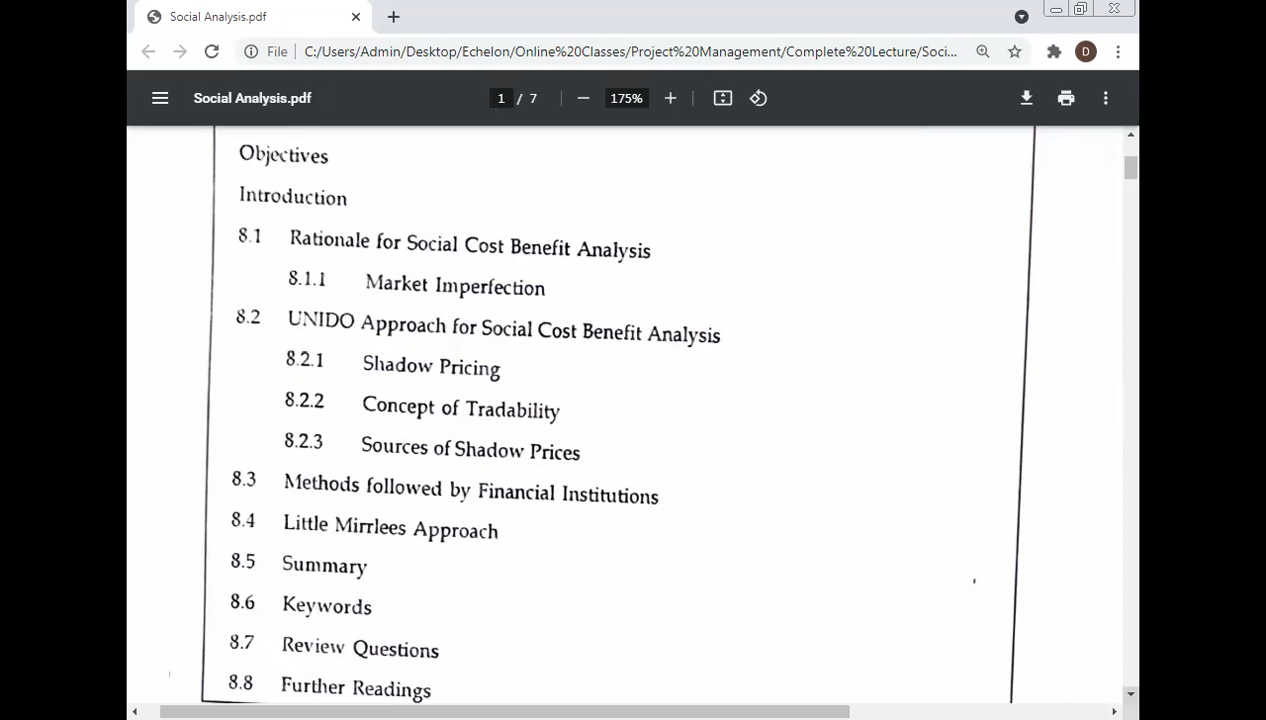 Social Analysis.pdf
File C:/Users/Admin/Desktop/Echelon/Online%20Classes/Project%20Management/Complete%20Lecture/Soci...
D
Social Analysis.pdf 1 / 7 175%
Objectives
Introduction
8.1 Rationale for Social Cost Benefit Analysis
8.1.1 Market Imperfection
8.2 UNIDO Approach for Social Cost Benefit Analysis
8.2.1 Shadow Pricing
8.2.2 Concept of Tradability
8.2.3 Sources of Shadow Prices
8.3 Methods followed by Financial Institutions
8.4 Little Mirrlees Approach
8.5 Summary
8.6 Keywords
8.7 Review Questions
8.8 Further Readings